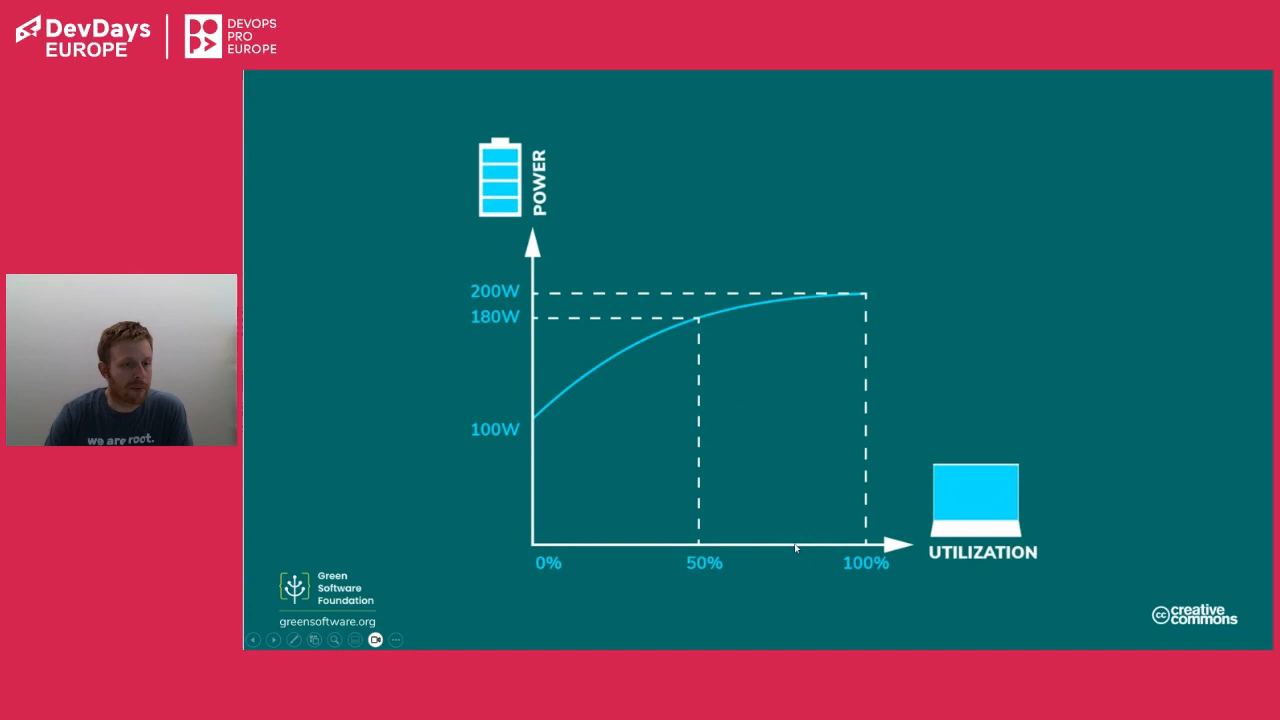 DevDays
EUROPE
DEVOPS
PRO
EUROPE
POWER
200W
180W
100W
0%
50%
100%
UTILIZATION
we are root.
Green
Software
Foundation
greensoftware.org
cc creative
commons